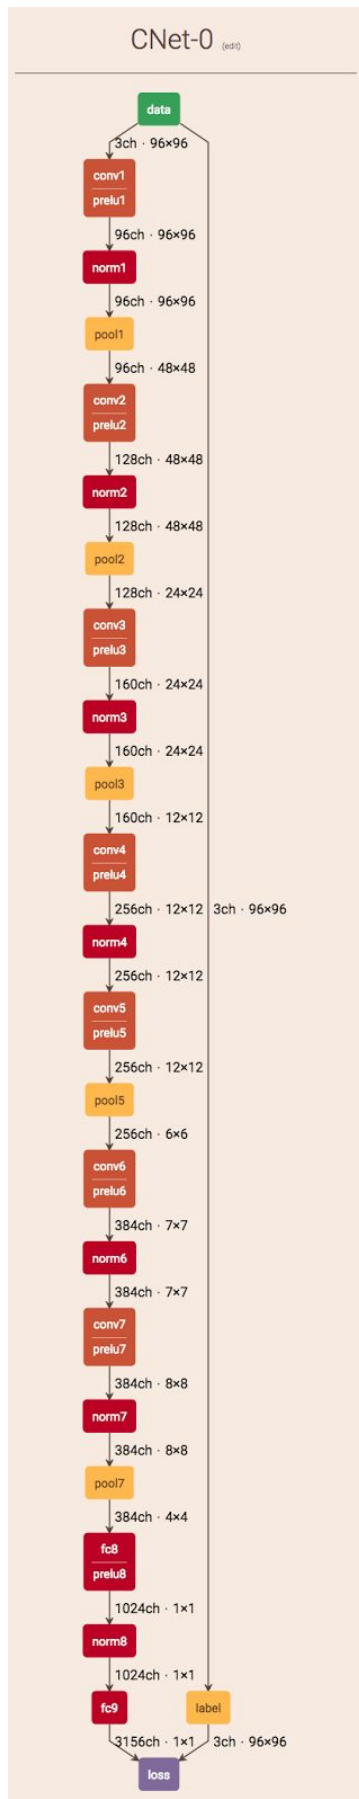 CNet-0 (edit)
data
3ch · 96×96
conv1
prelu1
96ch · 96×96
norm1
96ch · 96×96
pool1
96ch · 48×48
conv2
prelu2
128ch · 48×48
norm2
128ch · 48×48
pool2
128ch · 24×24
conv3
prelu3
160ch · 24×24
norm3
160ch · 24×24
pool3
160ch · 12×12
conv4
prelu4
256ch · 12×12 3ch · 96×96
norm4
256ch · 12×12
conv5
prelu5
256ch · 12×12
pool5
256ch · 6×6
conv6
prelu6
384ch · 7×7
norm6
384ch · 7×7
conv7
prelu7
384ch · 8×8
norm7
384ch · 8×8
pool7
384ch · 4×4
fc8
prelu8
1024ch · 1×1
norm8
1024ch · 1×1
fc9 label
3156ch · 1×1 3ch · 96×96
loss